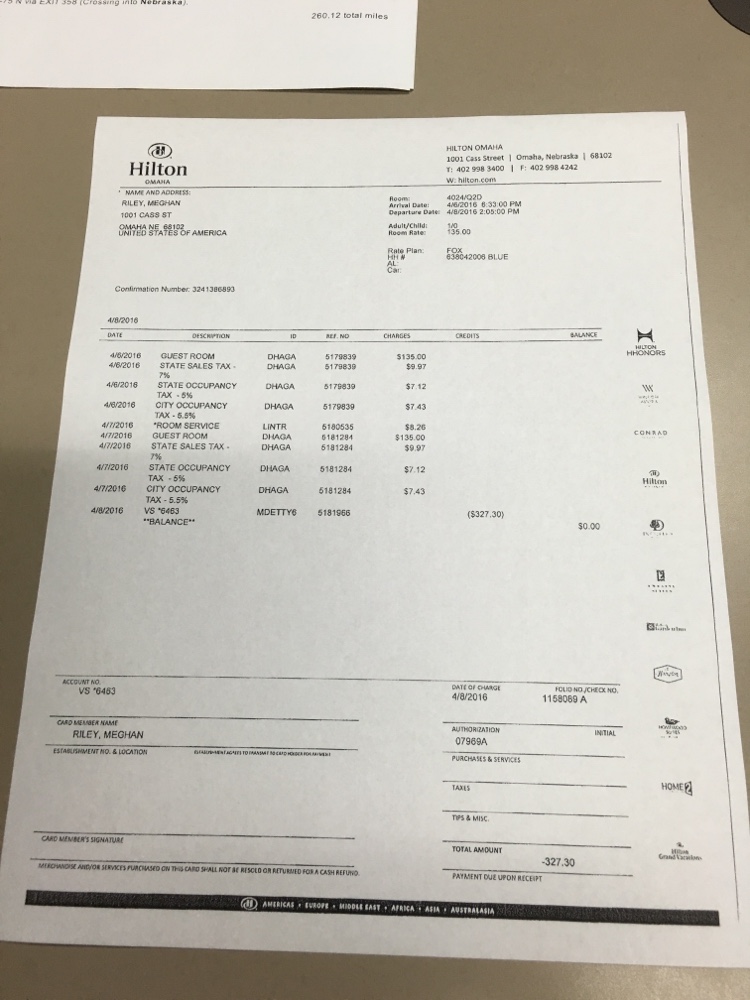 75 N via EXIT 358 (Crossing into Nebraska).
260.12 total miles
Hilton
OMAHA
HILTON OMAHA
1001 Cass Street | Omaha, Nebraska | 68102
T: 402 998 3400 | F: 402 998 4242
W: hilton.com
NAME AND ADDRESS:
RILEY, MEGHAN
1001 CASS ST
OMAHA NE 68102
UNITED STATES OF AMERICA
Room: 4024/Q2D
Arrival Date: 4/6/2016 6:33:00 PM
Departure Date: 4/8/2016 2:05:00 PM
Adult/Child: 1/0
Room Rate: 135.00
Rate Plan: FOX
HH # 638042006 BLUE
AL:
Car:
Confirmation Number: 3241386893
4/8/2016
DATE DESCRIPTION ID REF. NO CHARGES CREDITS BALANCE
4/6/2016 GUEST ROOM DHAGA 5179839 $135.00
4/6/2016 STATE SALES TAX - DHAGA 5179839 $9.97
7%
4/6/2016 STATE OCCUPANCY DHAGA 5179839 $7.12
TAX - 5%
4/6/2016 CITY OCCUPANCY DHAGA 5179839 $7.43
TAX - 5.5%
4/7/2016 *ROOM SERVICE LINTR 5180535 $8.26
4/7/2016 GUEST ROOM DHAGA 5181284 $135.00
4/7/2016 STATE SALES TAX - DHAGA 5181284 $9.97
7%
4/7/2016 STATE OCCUPANCY DHAGA 5181284 $7.12
TAX - 5%
4/7/2016 CITY OCCUPANCY DHAGA 5181284 $7.43
TAX - 5.5%
4/8/2016 VS *6463 MDETTY6 5181966 ($327.30)
**BALANCE** $0.00
HILTON
HHONORS
CONRAD
Hilton
HOME2
Hilton
Grand Vacations
ACCOUNT NO.
VS *6463
DATE OF CHARGE FOLIO NO./CHECK NO.
4/8/2016 1158069 A
CARD MEMBER NAME
RILEY, MEGHAN
AUTHORIZATION INITIAL
07969A
ESTABLISHMENT NO. & LOCATION ESTABLISHMENT AGREES TO TRANSMIT TO CARD HOLDER FOR PAYMENT
PURCHASES & SERVICES
TAXES
TIPS & MISC.
CARD MEMBER'S SIGNATURE
TOTAL AMOUNT
-327.30
MERCHANDISE AND/OR SERVICES PURCHASED ON THIS CARD SHALL NOT BE RESOLD OR RETURNED FOR A CASH REFUND.
PAYMENT DUE UPON RECEIPT
AMERICAS • EUROPE • MIDDLE EAST • AFRICA • ASIA • AUSTRALASIA